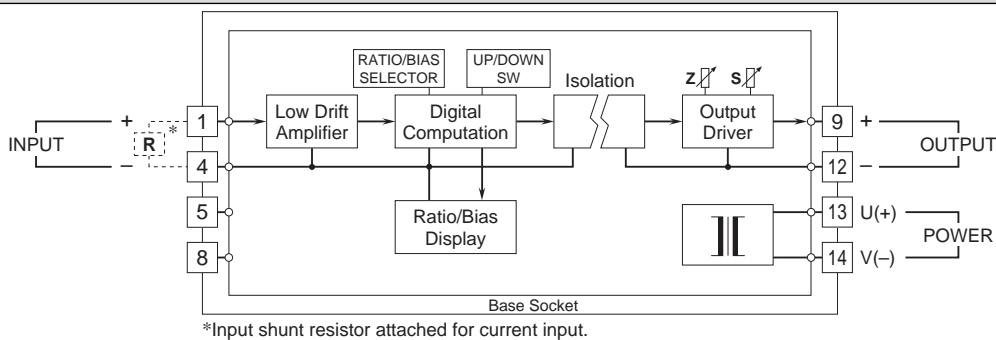 RATIO/BIAS
SELECTOR
UP/DOWN
SW
Isolation
Z
S
INPUT
+
–
R
*
1
4
5
8
Low Drift
Amplifier
Digital
Computation
Output
Driver
Ratio/Bias
Display
9
+
12
–
OUTPUT
13
U(+)
14
V(–)
POWER
Base Socket
*Input shunt resistor attached for current input.